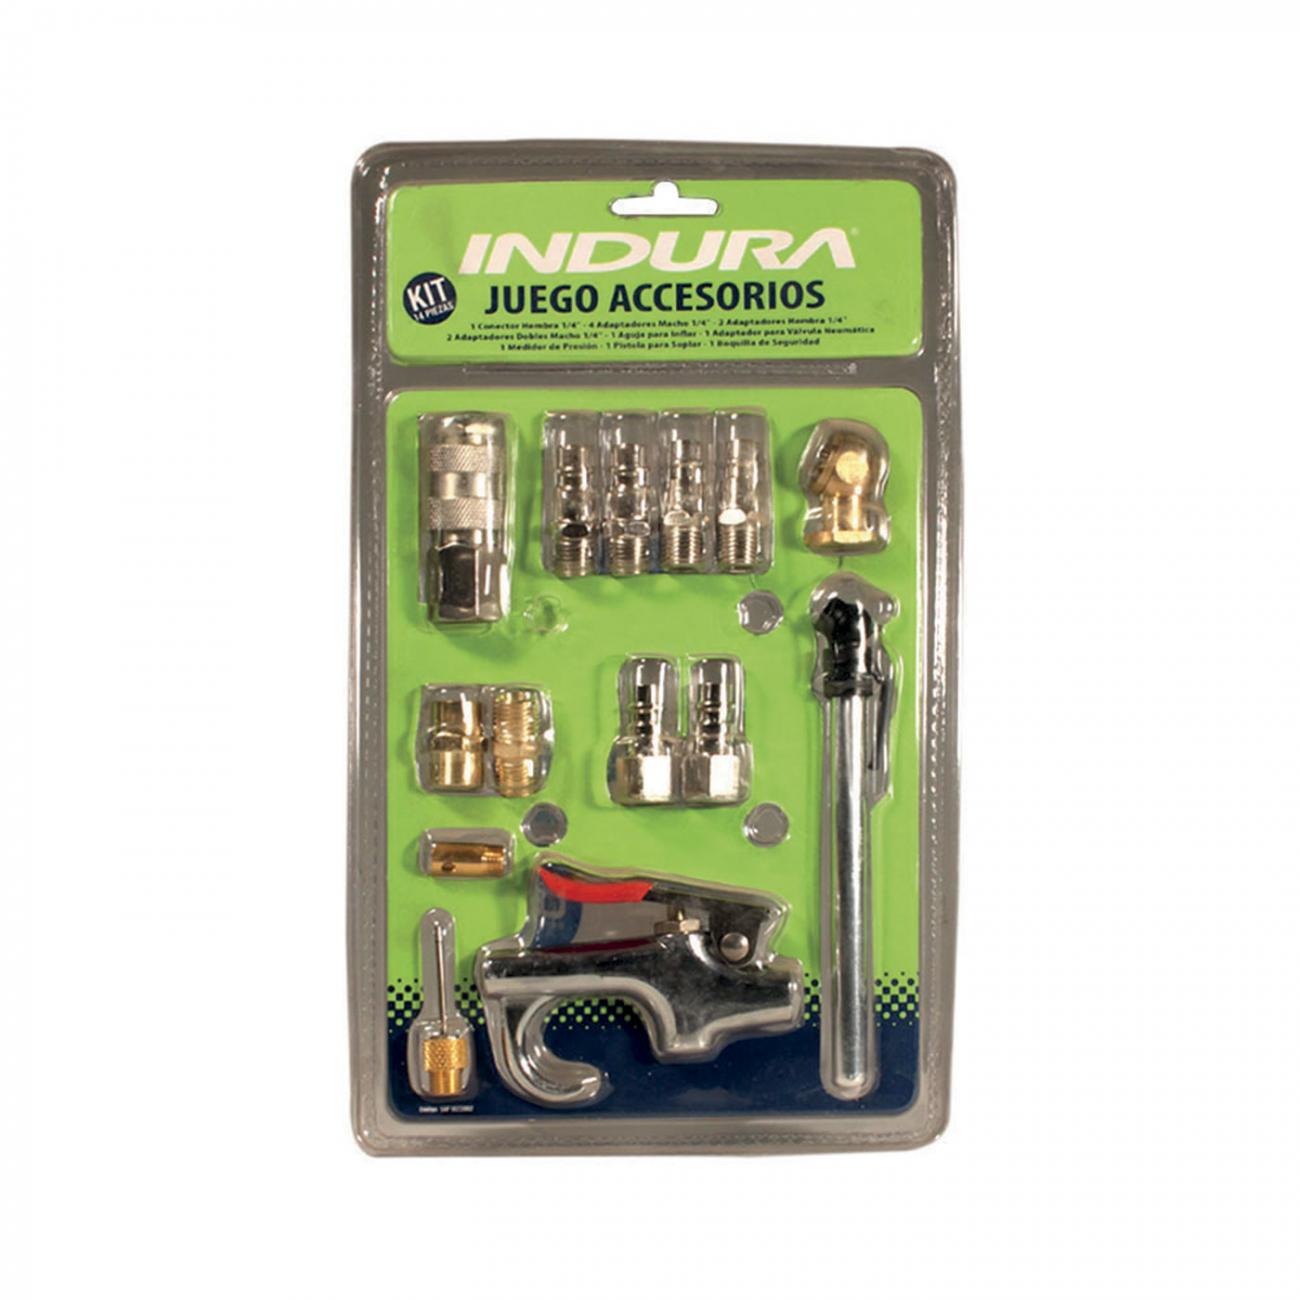 INDURA®
KIT
14 PIEZAS
JUEGO ACCESORIOS
1 Conector Hembra 1/4" - 4 Adaptadores Macho 1/4" - 2 Adaptadores Hembra 1/4"
2 Adaptadores Dobles Macho 1/4" - 1 Aguja para Inflar - 1 Adaptador para Válvula Neumática
1 Medidor de Presión - 1 Pistola para Soplar - 1 Boquilla de Seguridad